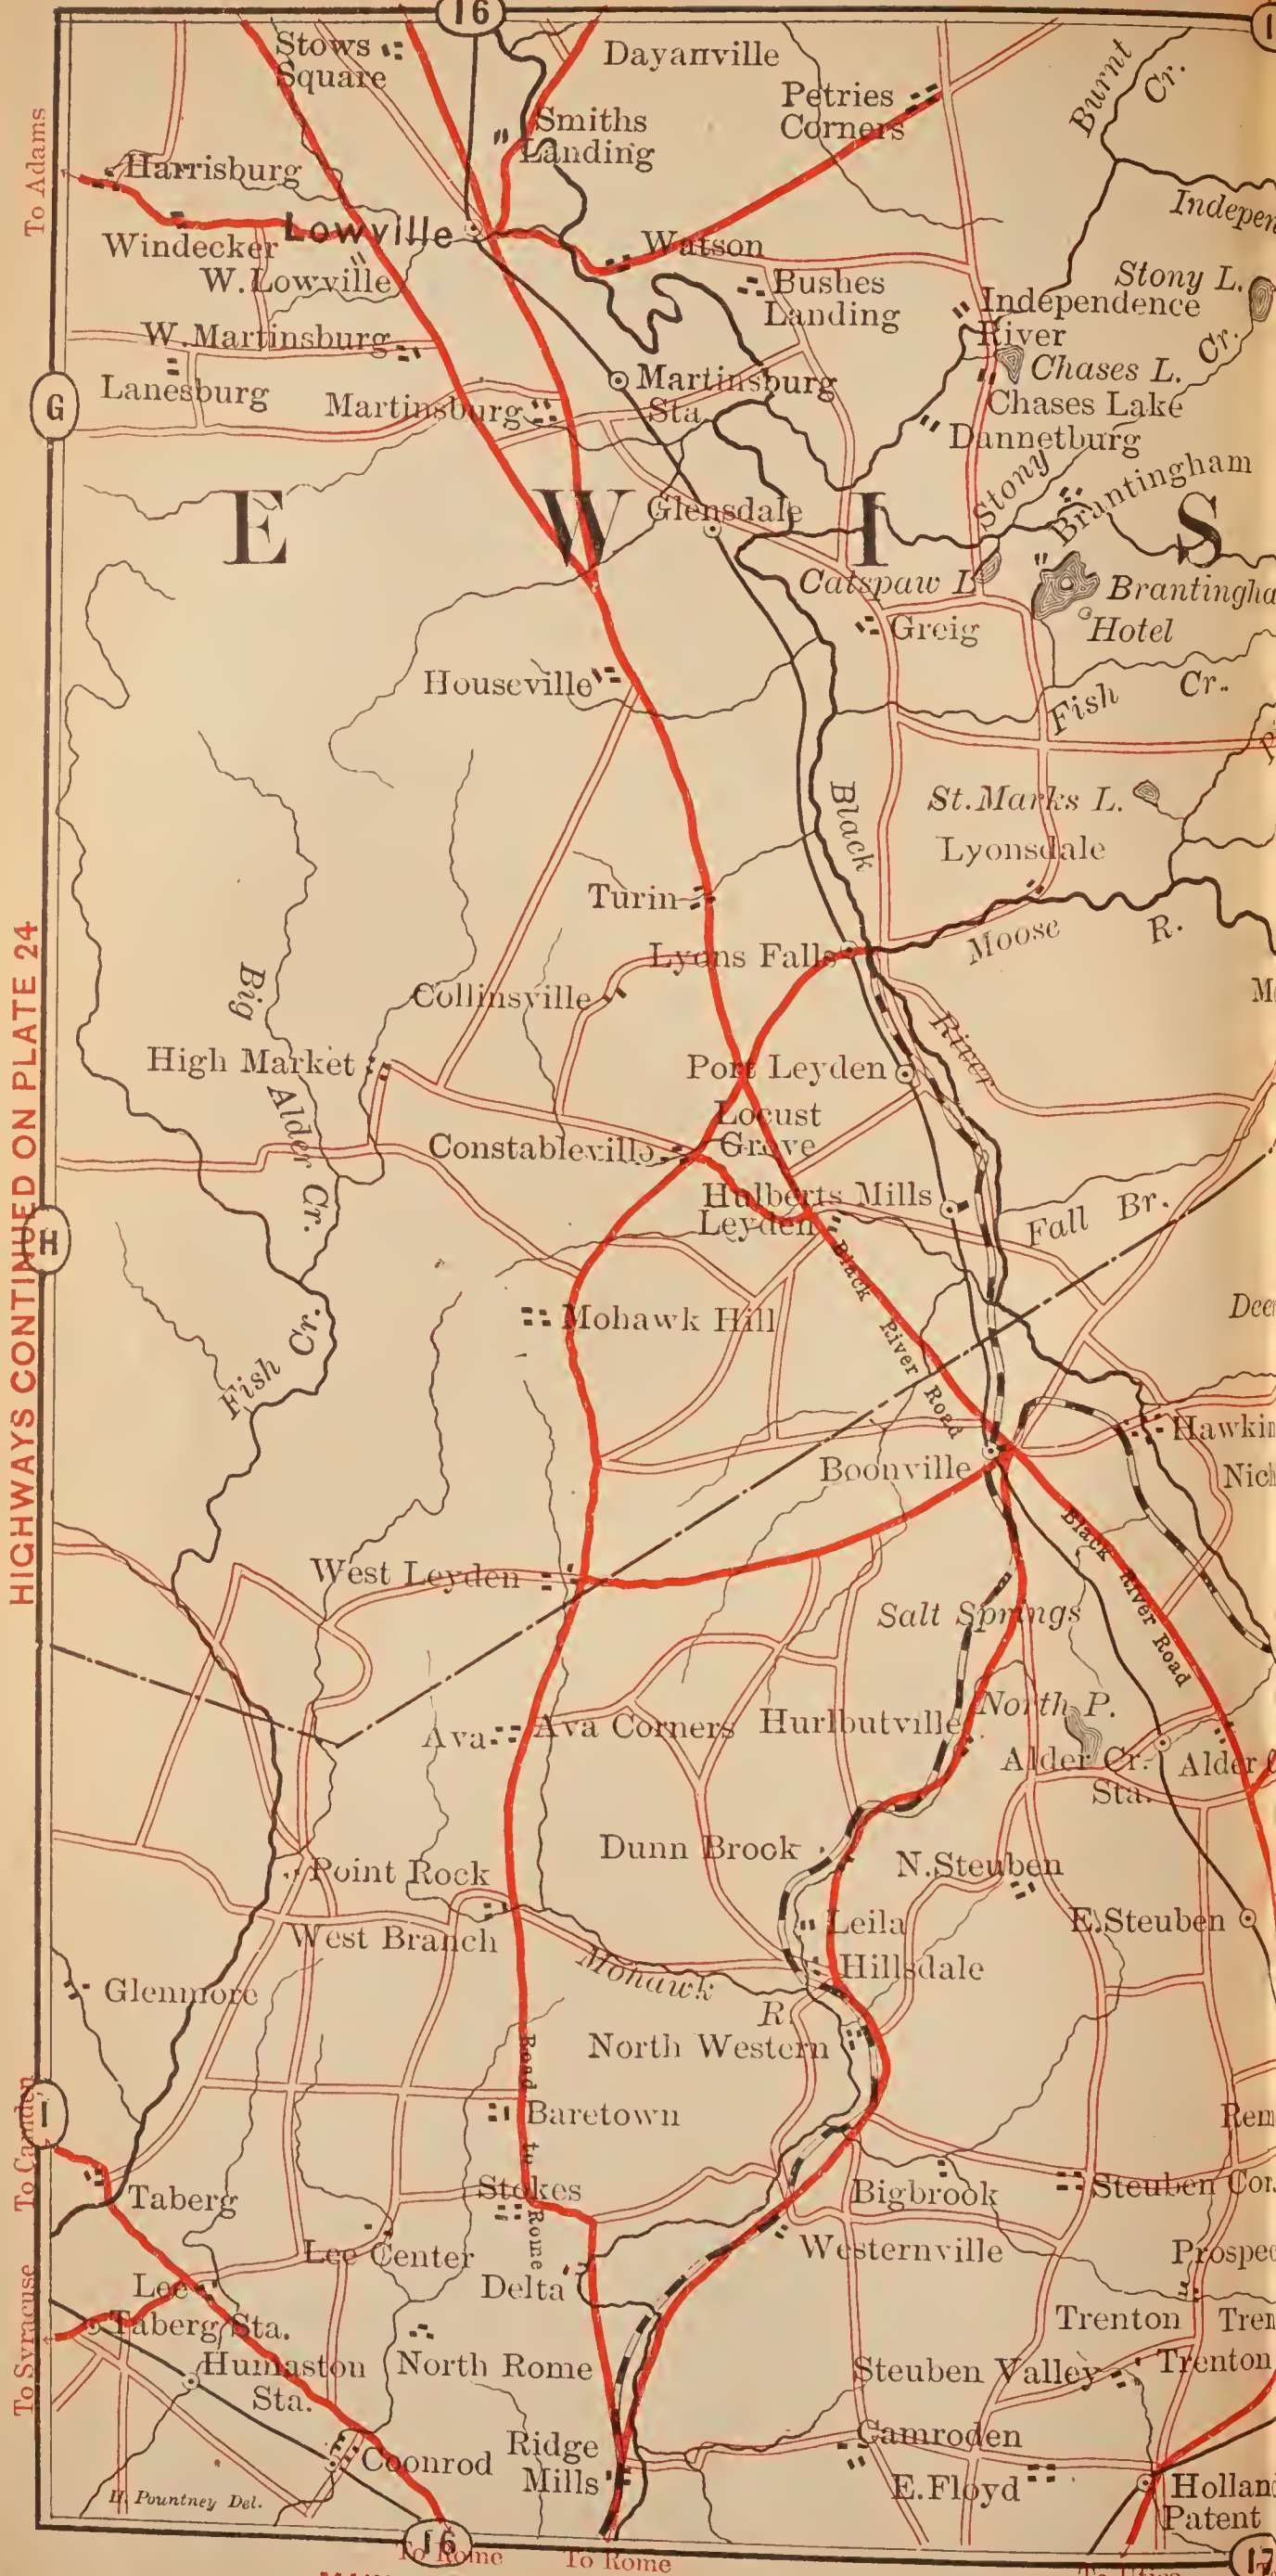 16
Stows
Square
Dayanville
Petries
Corners
Burnt
Cr.
Smiths
Landing
To Adams
Harrisburg
Lowville
Windecker
W. Lowville
Watson
Bushes
Landing
Stony L.
Independence
River
W. Martinsburg
Lanesburg
Martinsburg
Martinsburg
Sta
Chases L.
Cr.
Chases Lake
Dannetburg
G
E W I S
Glensdale
Stony
Brantingham
Catspaw L
Hotel
Greig
Houseville
Fish
Cr.
Black
St. Marks L.
Lyonsdale
Turin
Moose
R.
Lyons Falls
Collinsville
Big
Alder Cr.
High Market
River
Port Leyden
Locust
Grove
Constableville
Hulberts Mills
Leyden
Fall Br.
HIGHWAYS CONTINUED ON PLATE 24
H
Black River Road
Mohawk Hill
Fish Cr.
Boonville
West Leyden
Black River Road
Salt Springs
North P.
Ava
Ava Corners
Hurlbutville
Alder Cr.
Sta.
Alder
Dunn Brook
N. Steuben
Point Rock
West Branch
Leila
E. Steuben
Hillsdale
Mohawk
R.
Glenmore
North Western
I
To Camden
Road to Rome
Baretown
Taberg
Stokes
Bigbrook
Steuben Cor.
Lee Center
Westernville
Delta
Lee
Taberg Sta.
To Syracuse
Trenton
Humaston
Sta.
North Rome
Steuben Valley
Trenton
Camroden
Ridge
Mills
Coonrod
E. Floyd
Patent
H. Pountney Del.
16
To Rome
To Rome
17